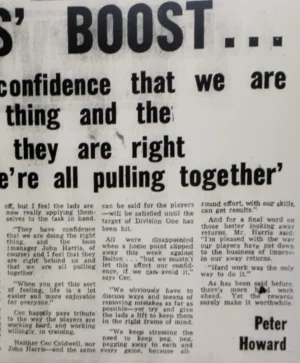 S' BOOST...
confidence that we are
thing and the
they are right
e're all pulling together'
off, but I feel the lads are
now really applying them-
selves to the task in hand.
"They have confidence
that we are doing the right
thing, and the boss
(manager John Harris, of
course) and I feel that they
are right behind us and
that we are all pulling
together.
"When you get this sort
of feeling, life is a lot
easier and more enjoyable
for everyone."
Cec happily pays tribute
to the way the players are
working hard, and working
willingly, in training.
Neither Cec Coldwell, nor
John Harris—and the same
can be said for the players
—will be satisfied until the
target of Division One has
been hit.
All were disappointed
when a home point slipped
away this week against
Bolton . . . "but we mustn't
let this affect our confid-
ence, if we can avoid it,"
says Cec.
"We obviously have to
discuss ways and means of
removing mistakes as far as
possible—yet try and give
the lads a lift to keep them
in the right frame of mind.
"We keep stressing the
need to keep
pegging away in each and
every game, because all-
round effort, with our skills,
can get results."
And for a final word on
those better looking away
returns, Mr. Harris said:
"I'm pleased with the way
our players have got down
to the business of improv-
in our away record.
"Hard work was the only
way to do it."
As has been said before,
there's more work
ahead. Yet the rewards
surely make it worthwhile.
Peter
Howard